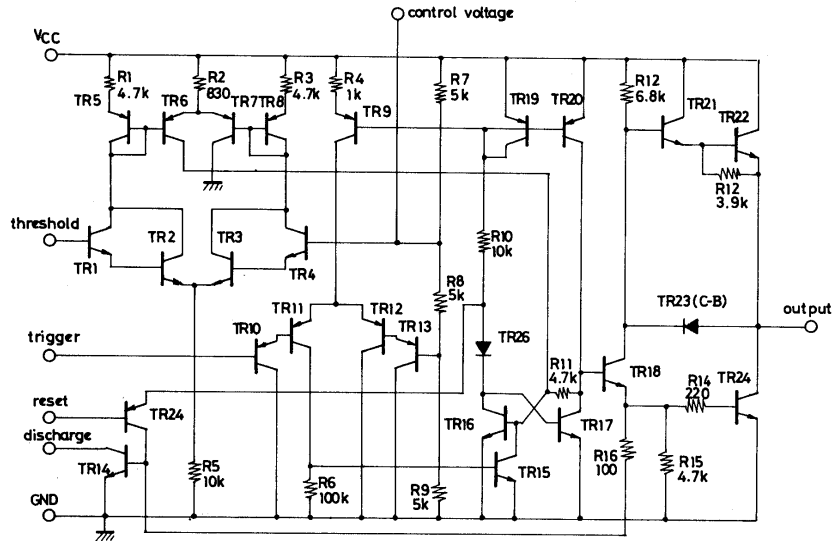 control voltage
VCC
R1
4.7k
R2
830
R3
4.7k
R4
1k
R7
5k
R12
6.8k
TR5
TR6
TR7
TR8
TR9
TR19
TR20
TR21
TR22
R12
3.9k
threshold
TR1
TR2
TR3
TR4
R10
10k
R8
5k
TR23(C-B)
output
trigger
TR10
TR11
TR12
TR13
TR26
R11
4.7k
TR18
R14
220
TR24
reset
TR24
discharge
TR14
R5
10k
R6
100k
R9
5k
TR16
TR15
TR17
R16
100
R15
4.7k
GND